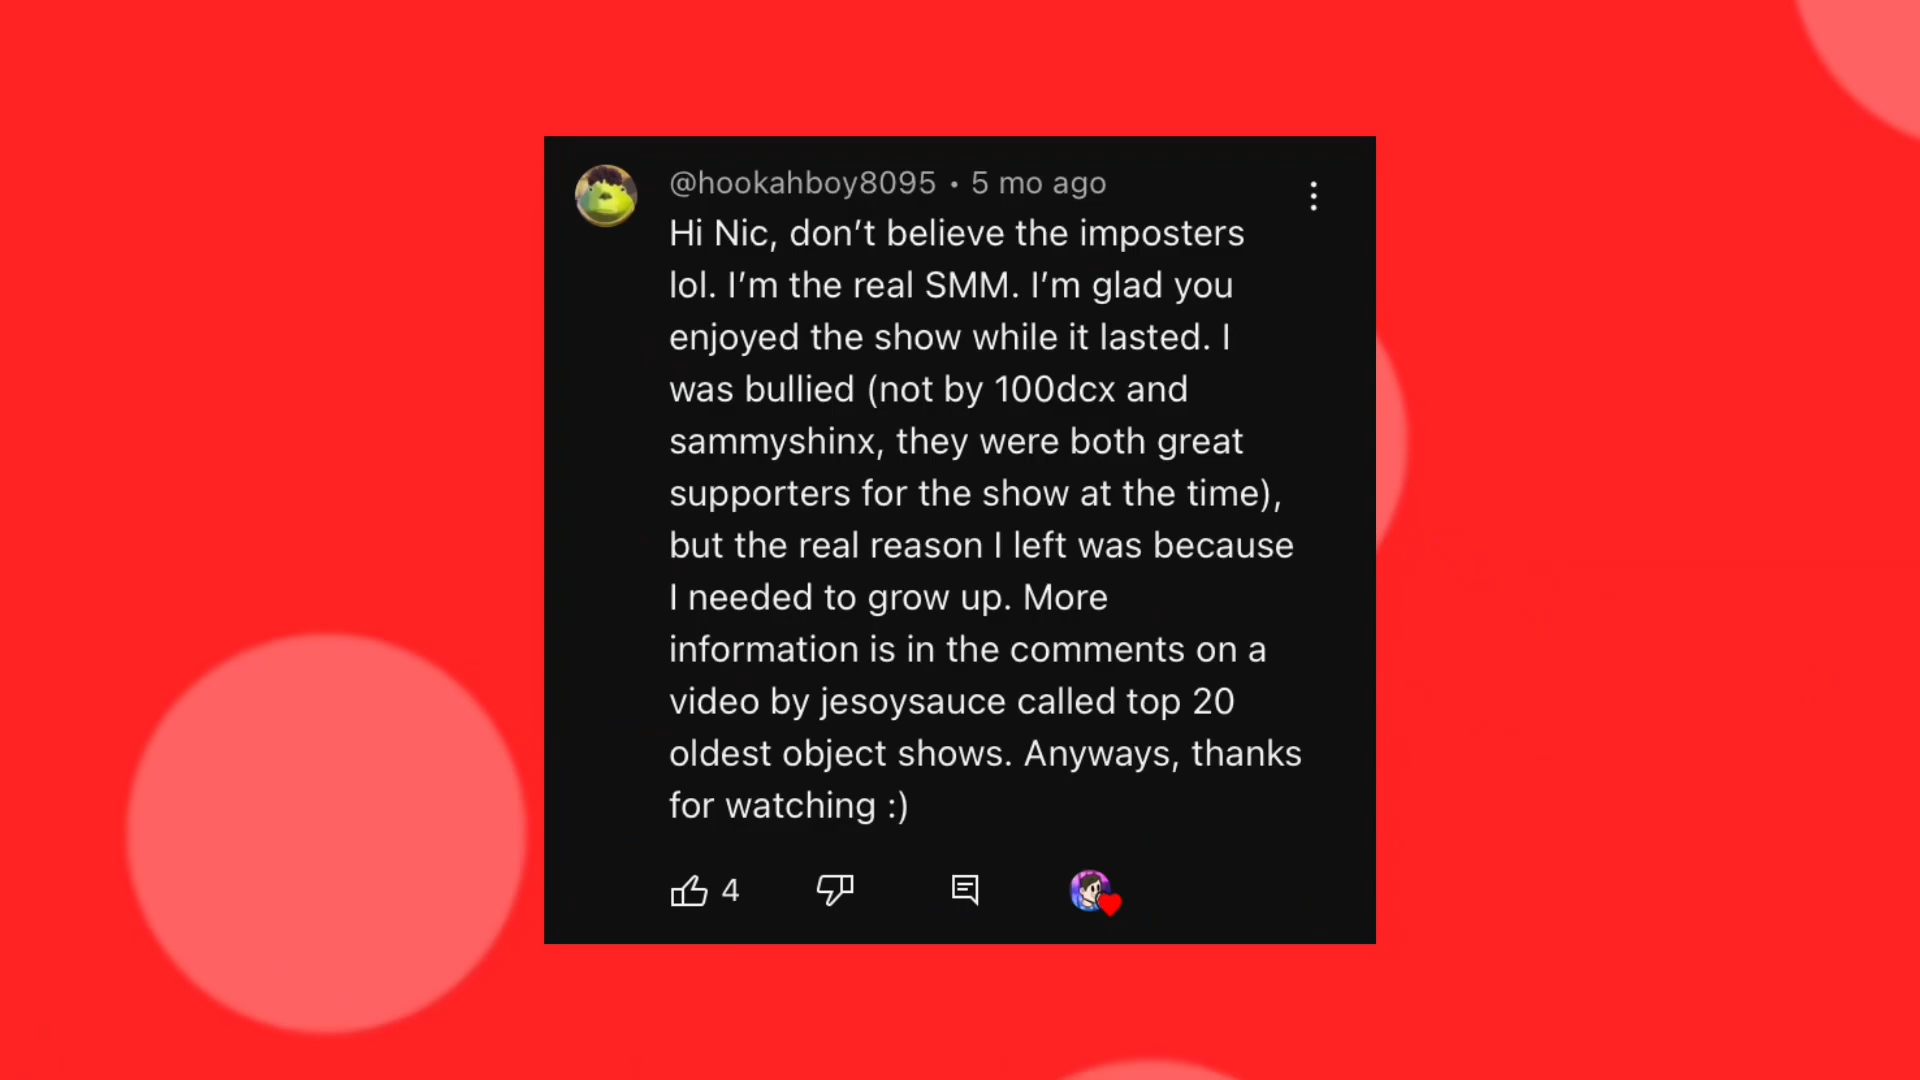 @hookahboy8095 • 5 mo ago
Hi Nic, don’t believe the imposters
lol. I’m the real SMM. I’m glad you
enjoyed the show while it lasted. I
was bullied (not by 100dcx and
sammyshinx, they were both great
supporters for the show at the time),
but the real reason I left was because
I needed to grow up. More
information is in the comments on a
video by jesoysauce called top 20
oldest object shows. Anyways, thanks
for watching :)
4